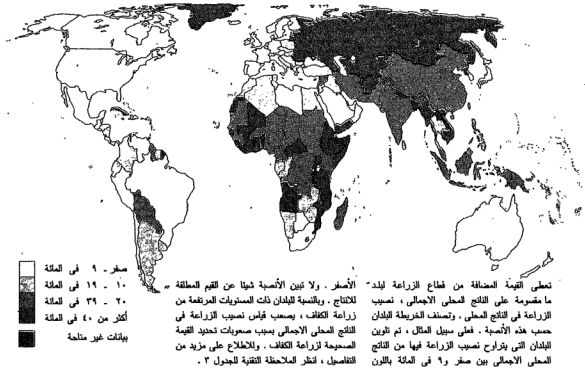 صفر - ٩ فى المائة
١٠ - ١٩ فى المائة
٢٠ - ٣٩ فى المائة
أكثر من ٤٠ فى المائة
بيانات غير متاحة
تعطى القيمة المضافة من قطاع الزراعة لبلد
ما مقسومة على الناتج المحلى الاجمالى ، نصيب
الزراعة فى الناتج المحلى . وتصنف الخريطة البلدان
حسب هذه الأنصبة . فعلى سبيل المثال ، تم تلوين
البلدان التى يتراوح نصيب الزراعة فيها من الناتج
المحلى الاجمالى بين صفر و٩ فى المائة باللون
الأصفر . ولا تبين الأنصبة شيئا عن القيم المطلقة
للانتاج . وبالنسبة للبلدان ذات المستويات المرتفعة من
زراعة الكفاف ، يصعب قياس نصيب الزراعة فى
الناتج المحلى الاجمالى بسبب صعوبات تحديد القيمة
الصحيحة لزراعة الكفاف . وللاطلاع على مزيد من
التفاصيل ، انظر الملاحظة التقنية للجدول ٣ .